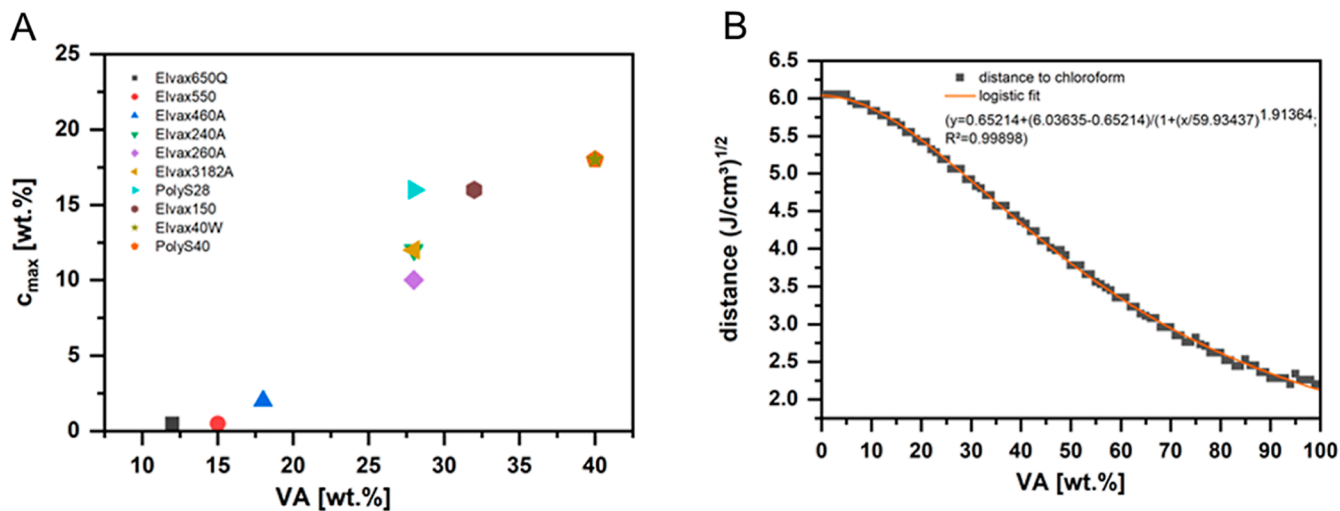 A
25
20
15
10
5
0
c_max [wt.%]
Elvax650Q
Elvax550
Elvax460A
Elvax240A
Elvax260A
Elvax3182A
PolyS28
Elvax150
Elvax40W
PolyS40
10 15 20 25 30 35 40
VA [wt.%]
B
6.5
6.0
5.5
5.0
4.5
4.0
3.5
3.0
2.5
2.0
distance (J/cm³)^1/2
distance to chloroform
logistic fit
(y=0.65214+(6.03635-0.65214)/(1+(x/59.93437)^1.91364;
R²=0.99898)
0 10 20 30 40 50 60 70 80 90 100
VA [wt.%]